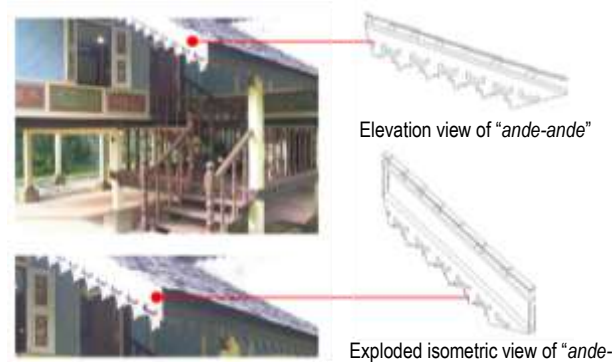 Elevation view of “ande-ande”
Exploded isometric view of “ande-